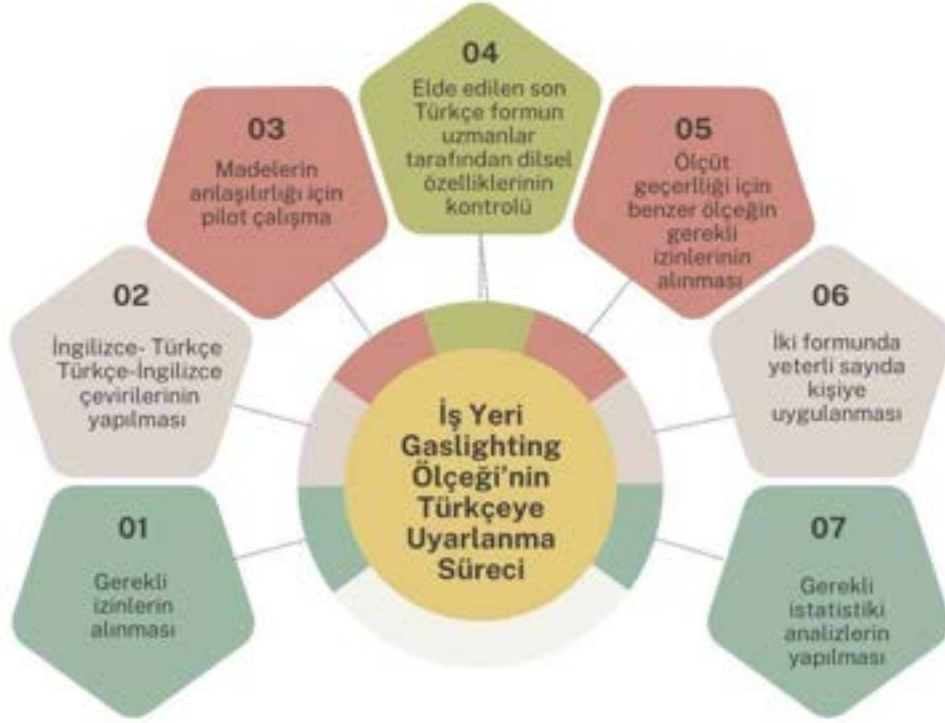 01
Gerekli
izinlerin
alınması
02
İngilizce- Türkçe
Türkçe-İngilizce
çevirilerinin
yapılması
03
Madelerin
anlaşılırlığı için
pilot çalışma
04
Elde edilen son
Türkçe formun
uzmanlar
tarafından dilsel
özelliklerinin
kontrolü
05
Ölçüt
geçerlliği için
benzer ölçeğin
gerekli
izinlerinin
alınması
06
İki formunda
yeterli sayıda
kişiye
uygulanması
07
Gerekli
istatistiki
analizlerin
yapılması
İş Yeri
Gaslighting
Ölçeği'nin
Türkçeye
Uyarlanma
Süreci